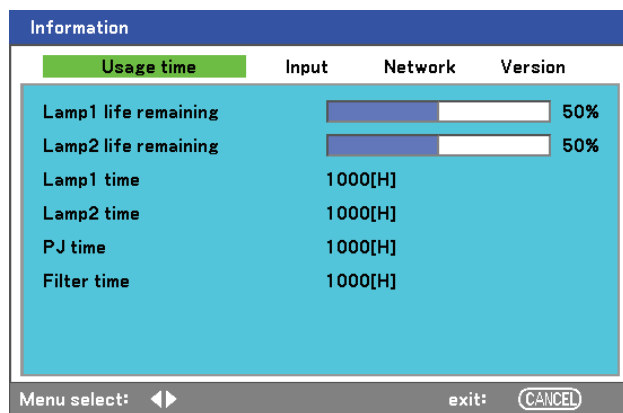 Information
Usage time Input Network Version
Lamp1 life remaining 50%
Lamp2 life remaining 50%
Lamp1 time 1000[H]
Lamp2 time 1000[H]
PJ time 1000[H]
Filter time 1000[H]
Menu select: ◀▶ exit: CANCEL